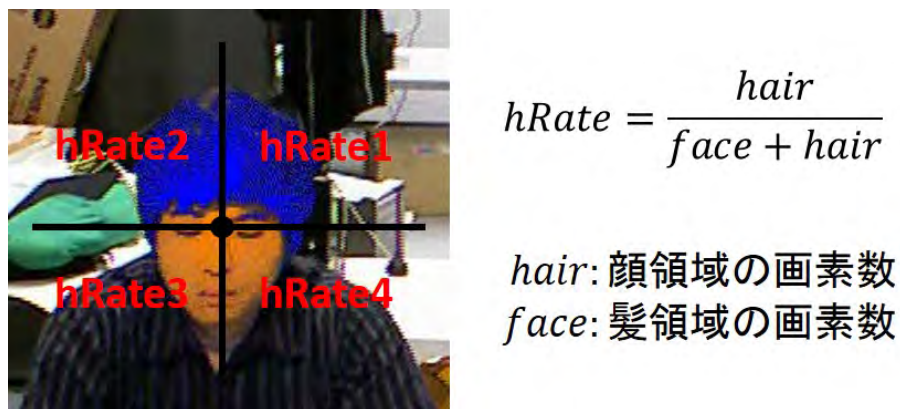 hRate2 hRate1
hRate3 hRate4
hRate = hair / (face + hair)
hair: 顔領域の画素数
face: 髪領域の画素数